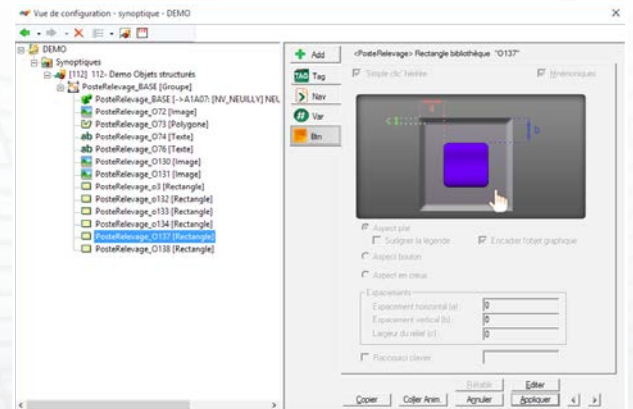 Vue de configuration - synoptique - DEMO
DEMO
Synoptiques
[112] 112- Demo Objets structurés
PosteRelevage_BASE [Groupe]
PosteRelevage_BASE [->A1A07: [NV_NEUILLY] NEL
PosteRelevage_O72 [Image]
PosteRelevage_O73 [Polygone]
PosteRelevage_O74 [Texte]
PosteRelevage_O76 [Texte]
PosteRelevage_O130 [Image]
PosteRelevage_O131 [Image]
PosteRelevage_o3 [Rectangle]
PosteRelevage_o132 [Rectangle]
PosteRelevage_o133 [Rectangle]
PosteRelevage_o134 [Rectangle]
PosteRelevage_O137 [Rectangle]
PosteRelevage_O138 [Rectangle]
Add
TAG Tag
Nav
Var
Btn
<PosteRelevage> Rectangle bibliothèque "O137"
'Simple clic' héritée
Mnémoniques
a
c
b
Aspect plat
Surligner la légende
Encadrer l'objet graphique
Aspect bouton
Aspect en creux
Espacements
Espacement horizontal (a)
0
Espacement vertical (b)
0
Largeur du relief (c)
0
Raccourci clavier
Rétablir
Editer
Copier
Coller Anim.
Annuler
Appliquer